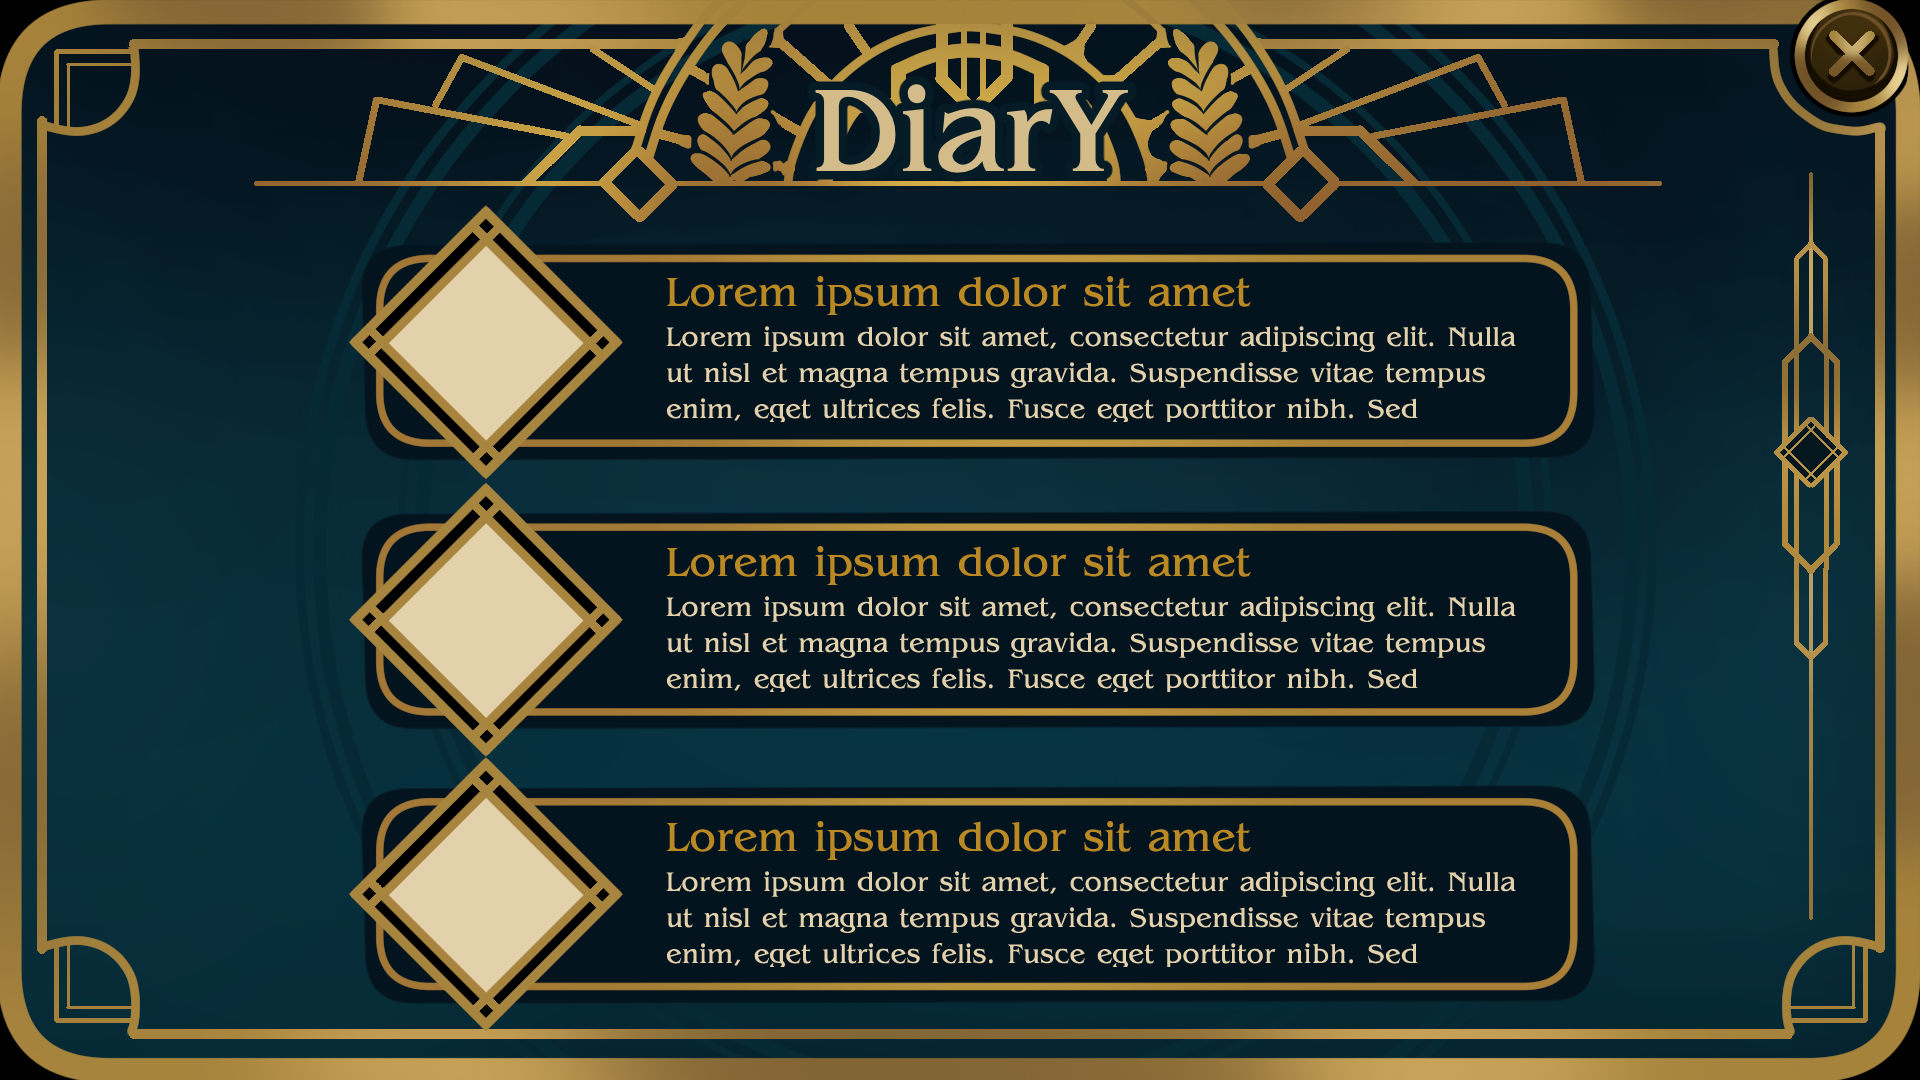 DiarY
Lorem ipsum dolor sit amet
Lorem ipsum dolor sit amet, consectetur adipiscing elit. Nulla
ut nisl et magna tempus gravida. Suspendisse vitae tempus
enim, eget ultrices felis. Fusce eget porttitor nibh. Sed
Lorem ipsum dolor sit amet
Lorem ipsum dolor sit amet, consectetur adipiscing elit. Nulla
ut nisl et magna tempus gravida. Suspendisse vitae tempus
enim, eget ultrices felis. Fusce eget porttitor nibh. Sed
Lorem ipsum dolor sit amet
Lorem ipsum dolor sit amet, consectetur adipiscing elit. Nulla
ut nisl et magna tempus gravida. Suspendisse vitae tempus
enim, eget ultrices felis. Fusce eget porttitor nibh. Sed